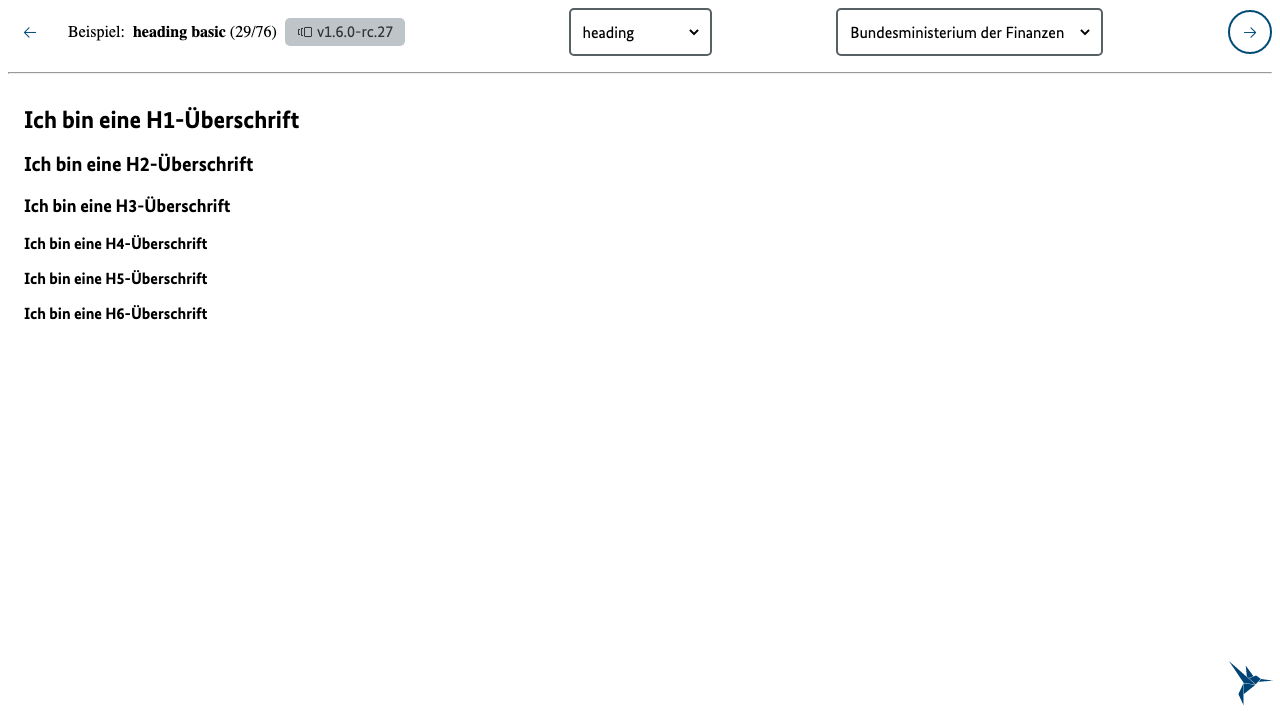 Beispiel: heading basic (29/76) v1.6.0-rc.27 heading Bundesministerium der Finanzen
Ich bin eine H1-Überschrift
Ich bin eine H2-Überschrift
Ich bin eine H3-Überschrift
Ich bin eine H4-Überschrift
Ich bin eine H5-Überschrift
Ich bin eine H6-Überschrift